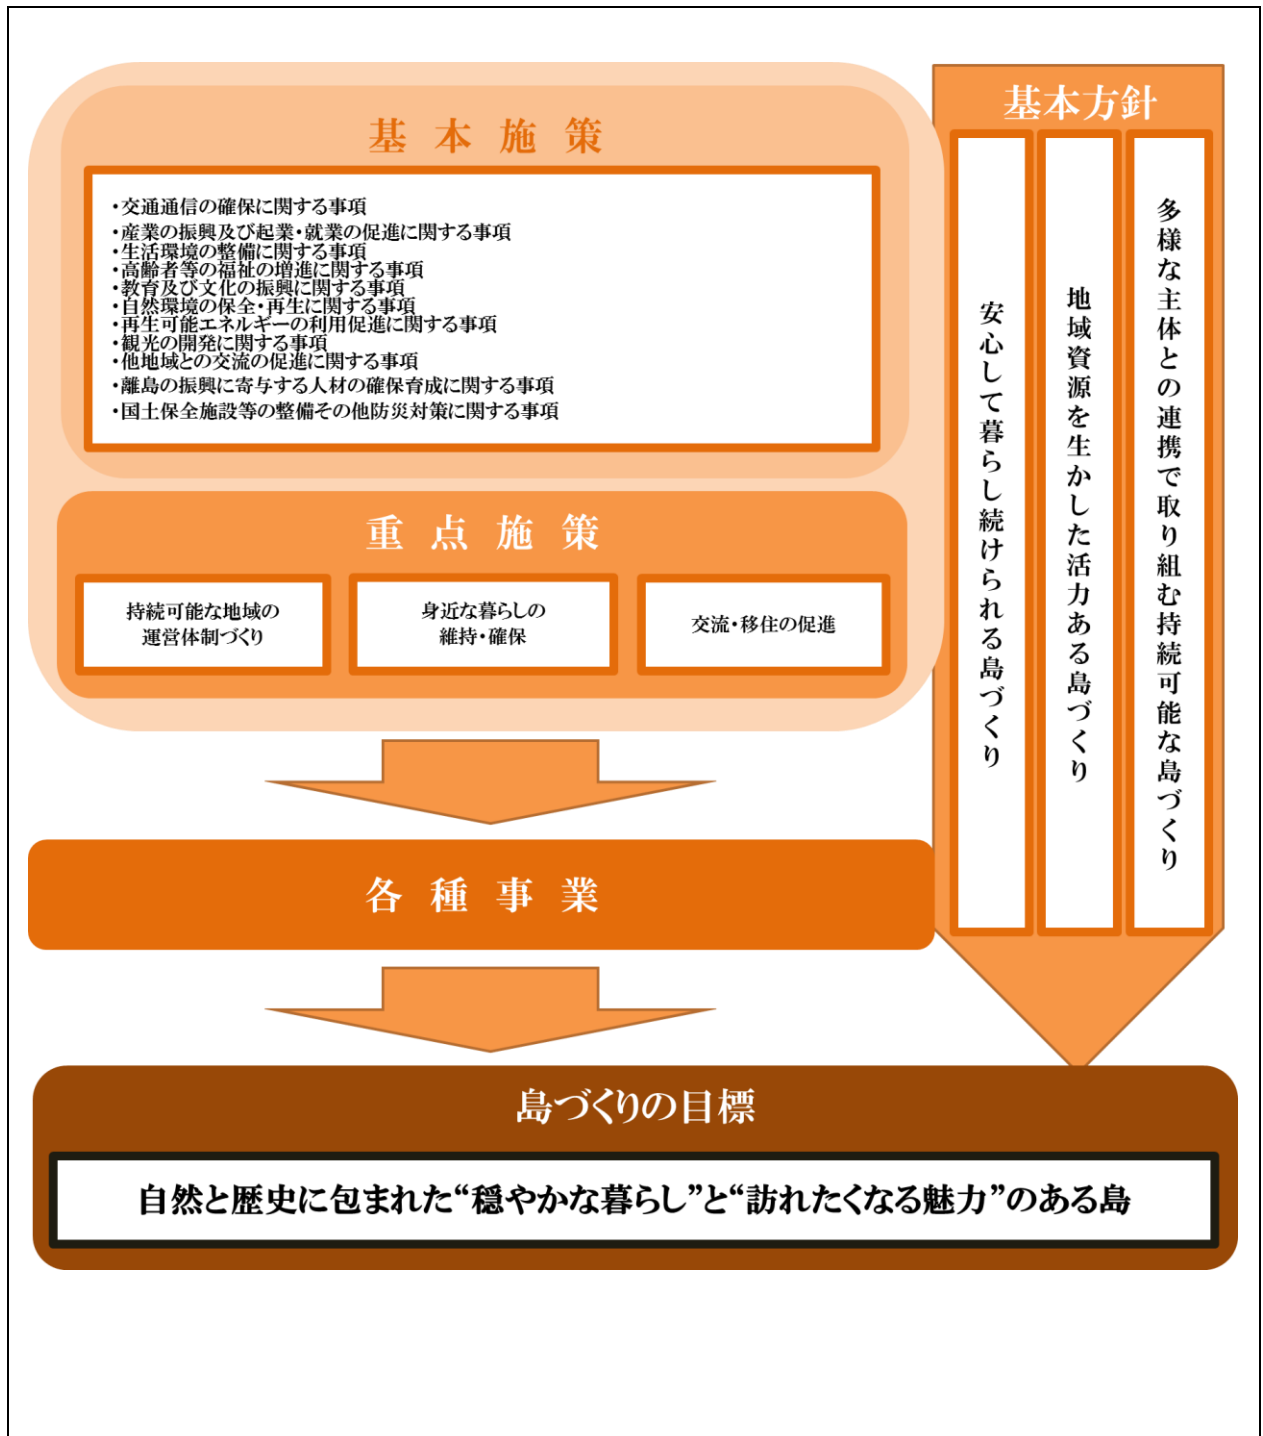 基本施策
・交通通信の確保に関する事項
・産業の振興及び起業・就業の促進に関する事項
・生活環境の整備に関する事項
・高齢者等の福祉の増進に関する事項
・教育及び文化の振興に関する事項
・自然環境の保全・再生に関する事項
・再生可能エネルギーの利用促進に関する事項
・観光の開発に関する事項
・他地域との交流の促進に関する事項
・離島の振興に寄与する人材の確保育成に関する事項
・国土保全施設等の整備その他防災対策に関する事項
重点施策
持続可能な地域の
運営体制づくり
身近な暮らしの
維持・確保
交流・移住の促進
基本方針
多様な主体との連携で取り組む持続可能な島づくり
地域資源を生かした活力ある島づくり
安心して暮らし続けられる島づくり
各種事業
島づくりの目標
自然と歴史に包まれた“穏やかな暮らし”と“訪れたくなる魅力”のある島